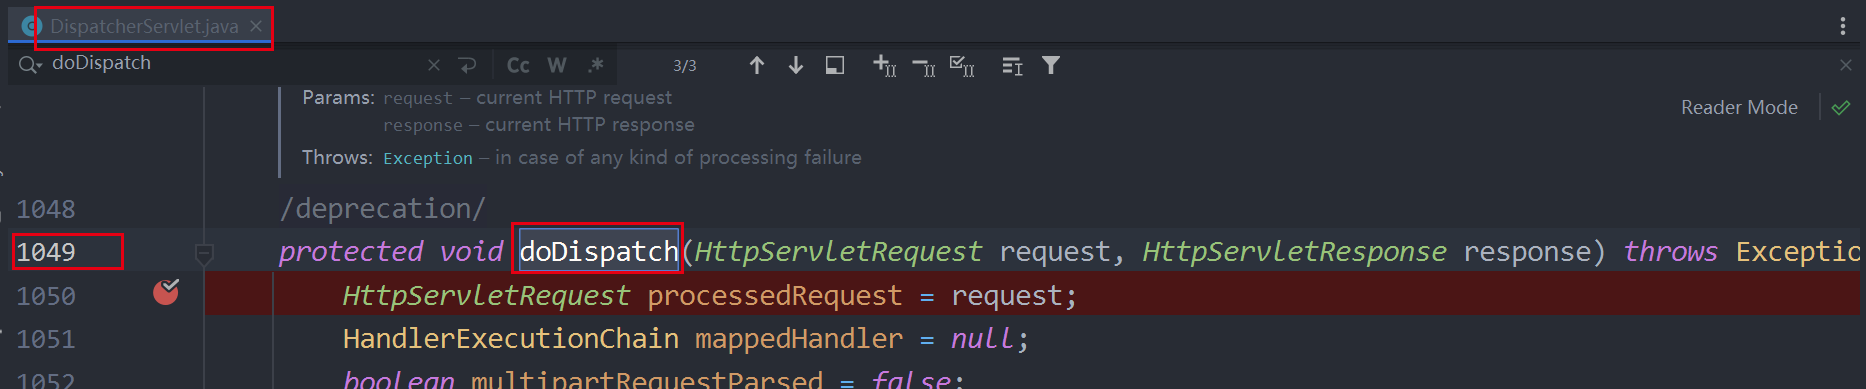 DispatcherServlet.java
doDispatch Cc W .* 3/3
Params: request – current HTTP request
response – current HTTP response
Reader Mode
Throws: Exception – in case of any kind of processing failure
1048 /deprecation/
1049 protected void doDispatch(HttpServletRequest request, HttpServletResponse response) throws Exceptio
1050 HttpServletRequest processedRequest = request;
1051 HandlerExecutionChain mappedHandler = null;
1052 boolean multipartRequestParsed = false;